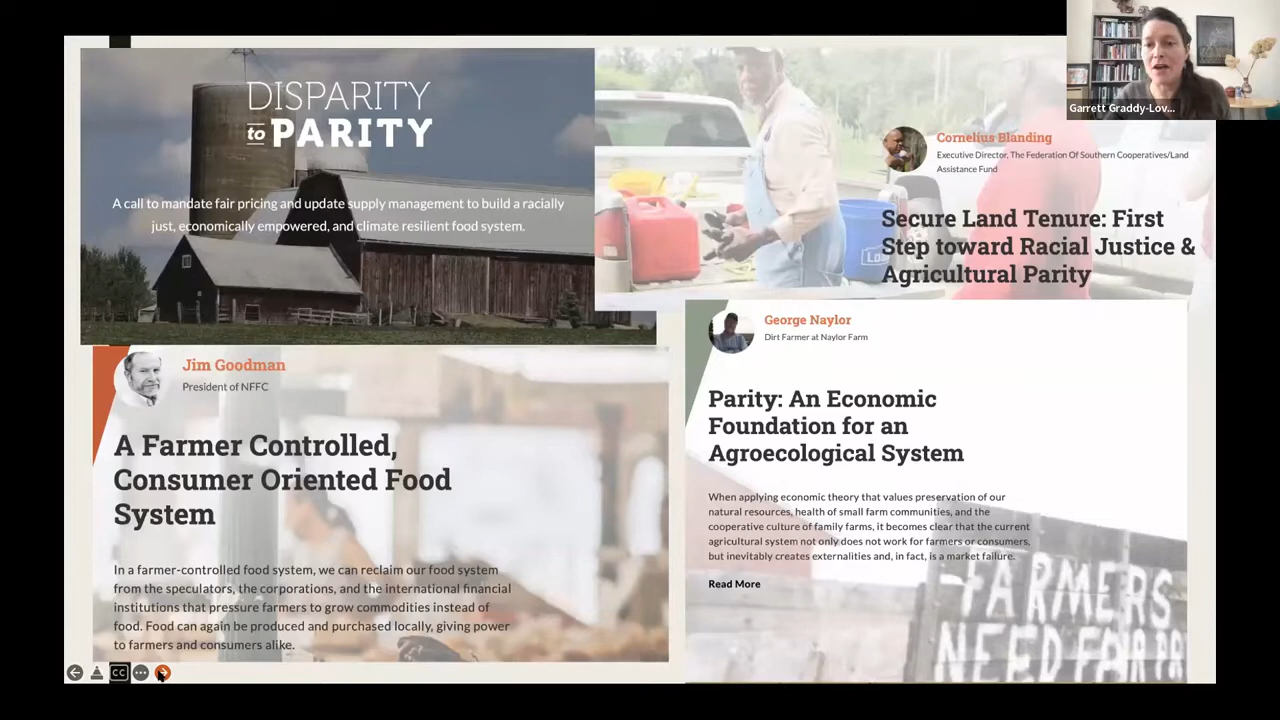 DISPARITY
to PARITY
A call to mandate fair pricing and update supply management to build a racially
just, economically empowered, and climate resilient food system.
Garrett Graddy-Lov...
Cornelius Blanding
Executive Director, The Federation Of Southern Cooperatives/Land
Assistance Fund
Secure Land Tenure: First
Step toward Racial Justice &
Agricultural Parity
Jim Goodman
President of NFFC
A Farmer Controlled,
Consumer Oriented Food
System
In a farmer-controlled food system, we can reclaim our food system
from the speculators, the corporations, and the international financial
institutions that pressure farmers to grow commodities instead of
food. Food can again be produced and purchased locally, giving power
to farmers and consumers alike.
George Naylor
Dirt Farmer at Naylor Farm
Parity: An Economic
Foundation for an
Agroecological System
When applying economic theory that values preservation of our
natural resources, health of small farm communities, and the
cooperative culture of family farms, it becomes clear that the current
agricultural system not only does not work for farmers or consumers,
but inevitably creates externalities and, in fact, is a market failure.
Read More
FARMERS
NEED FAIR PR
CC